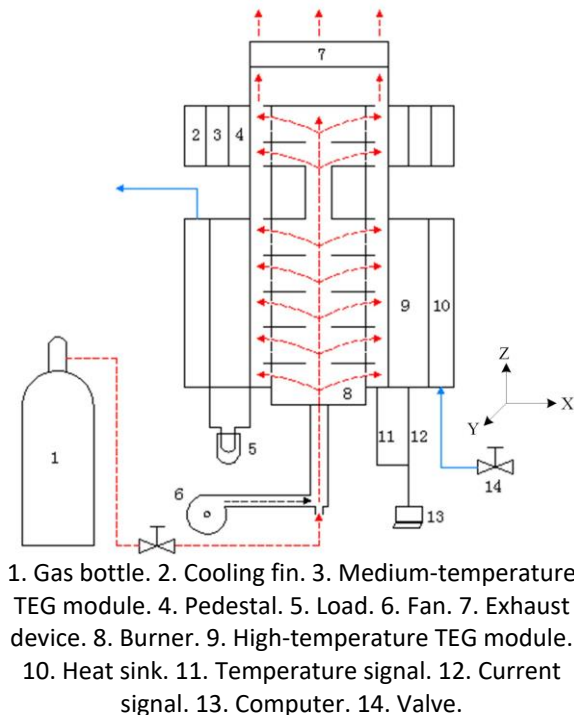 7
2 3 4
9 10
Z
X
Y
8
1
11 12
5
6
14
13
1. Gas bottle. 2. Cooling fin. 3. Medium-temperature
TEG module. 4. Pedestal. 5. Load. 6. Fan. 7. Exhaust
device. 8. Burner. 9. High-temperature TEG module.
10. Heat sink. 11. Temperature signal. 12. Current
signal. 13. Computer. 14. Valve.